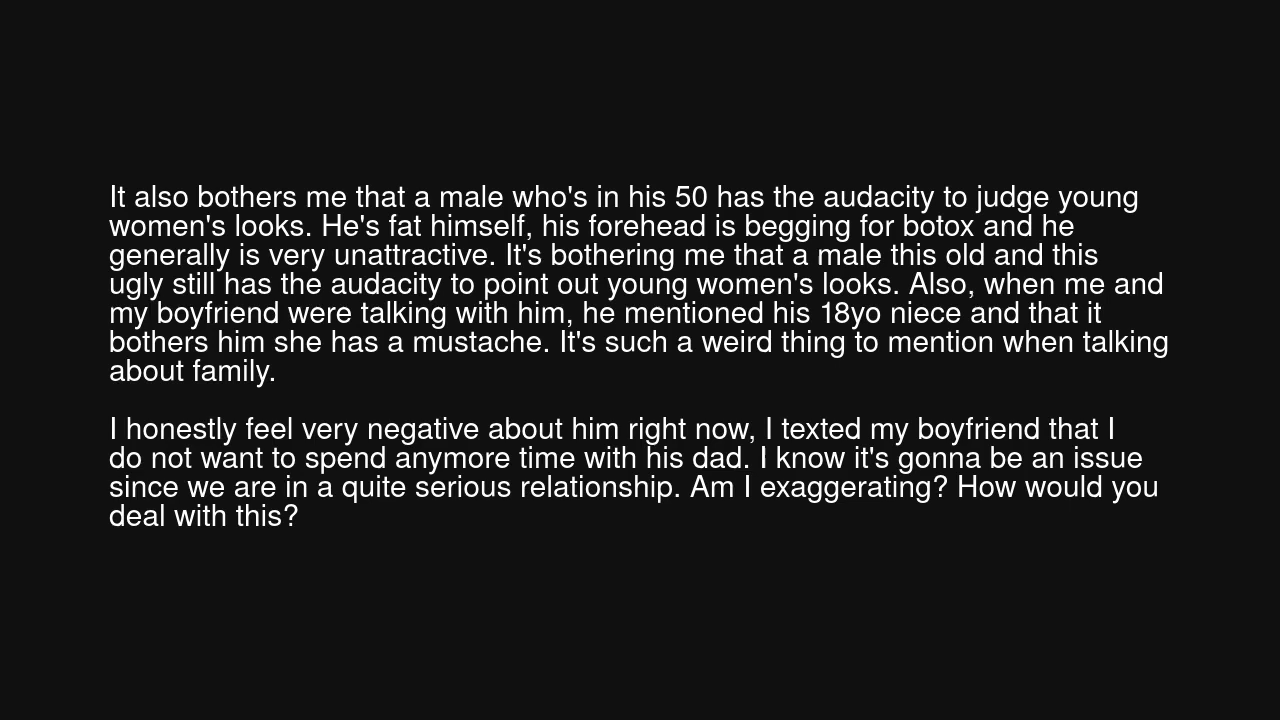 It also bothers me that a male who's in his 50 has the audacity to judge young
women's looks. He's fat himself, his forehead is begging for botox and he
generally is very unattractive. It's bothering me that a male this old and this
ugly still has the audacity to point out young women's looks. Also, when me and
my boyfriend were talking with him, he mentioned his 18yo niece and that it
bothers him she has a mustache. It's such a weird thing to mention when talking
about family.

I honestly feel very negative about him right now, I texted my boyfriend that I
do not want to spend anymore time with his dad. I know it's gonna be an issue
since we are in a quite serious relationship. Am I exaggerating? How would you
deal with this?